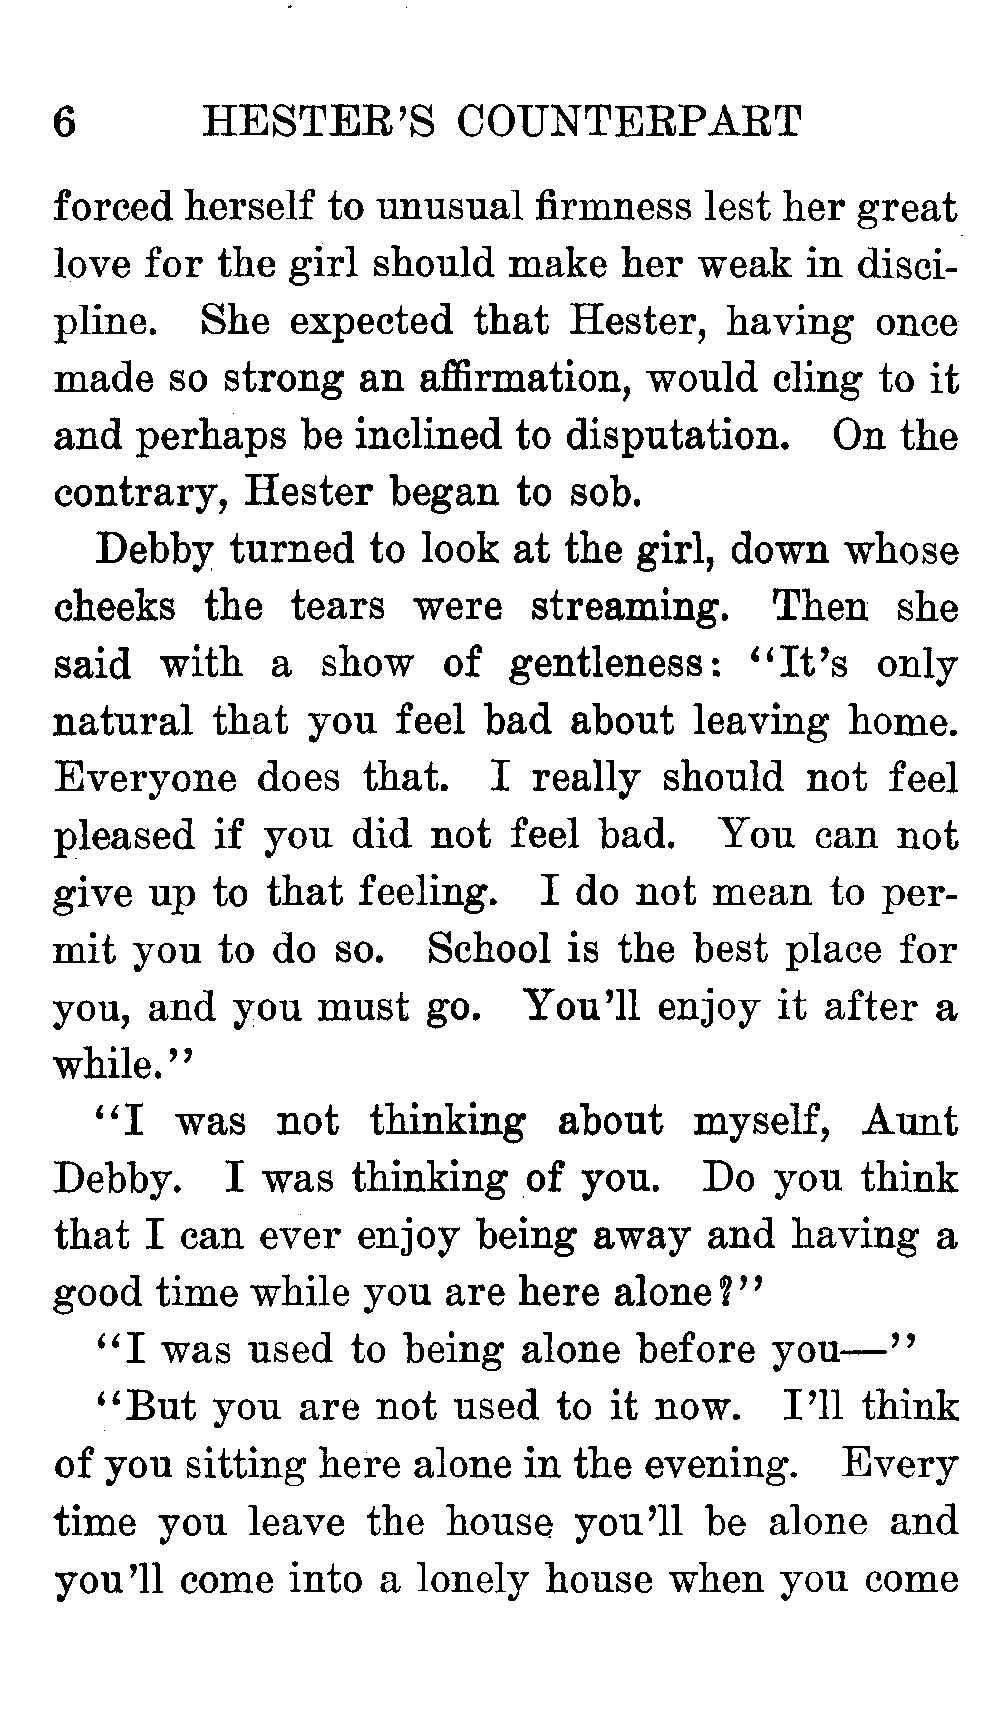 6 HESTER'S COUNTERPART
forced herself to unusual firmness lest her great
love for the girl should make her weak in disci-
pline. She expected that Hester, having once
made so strong an affirmation, would cling to it
and perhaps be inclined to disputation. On the
contrary, Hester began to sob.
Debby turned to look at the girl, down whose
cheeks the tears were streaming. Then she
said with a show of gentleness: "It's only
natural that you feel bad about leaving home.
Everyone does that. I really should not feel
pleased if you did not feel bad. You can not
give up to that feeling. I do not mean to per-
mit you to do so. School is the best place for
you, and you must go. You'll enjoy it after a
while."
"I was not thinking about myself, Aunt
Debby. I was thinking of you. Do you think
that I can ever enjoy being away and having a
good time while you are here alone?"
"I was used to being alone before you—"
"But you are not used to it now. I'll think
of you sitting here alone in the evening. Every
time you leave the house you'll be alone and
you'll come into a lonely house when you come